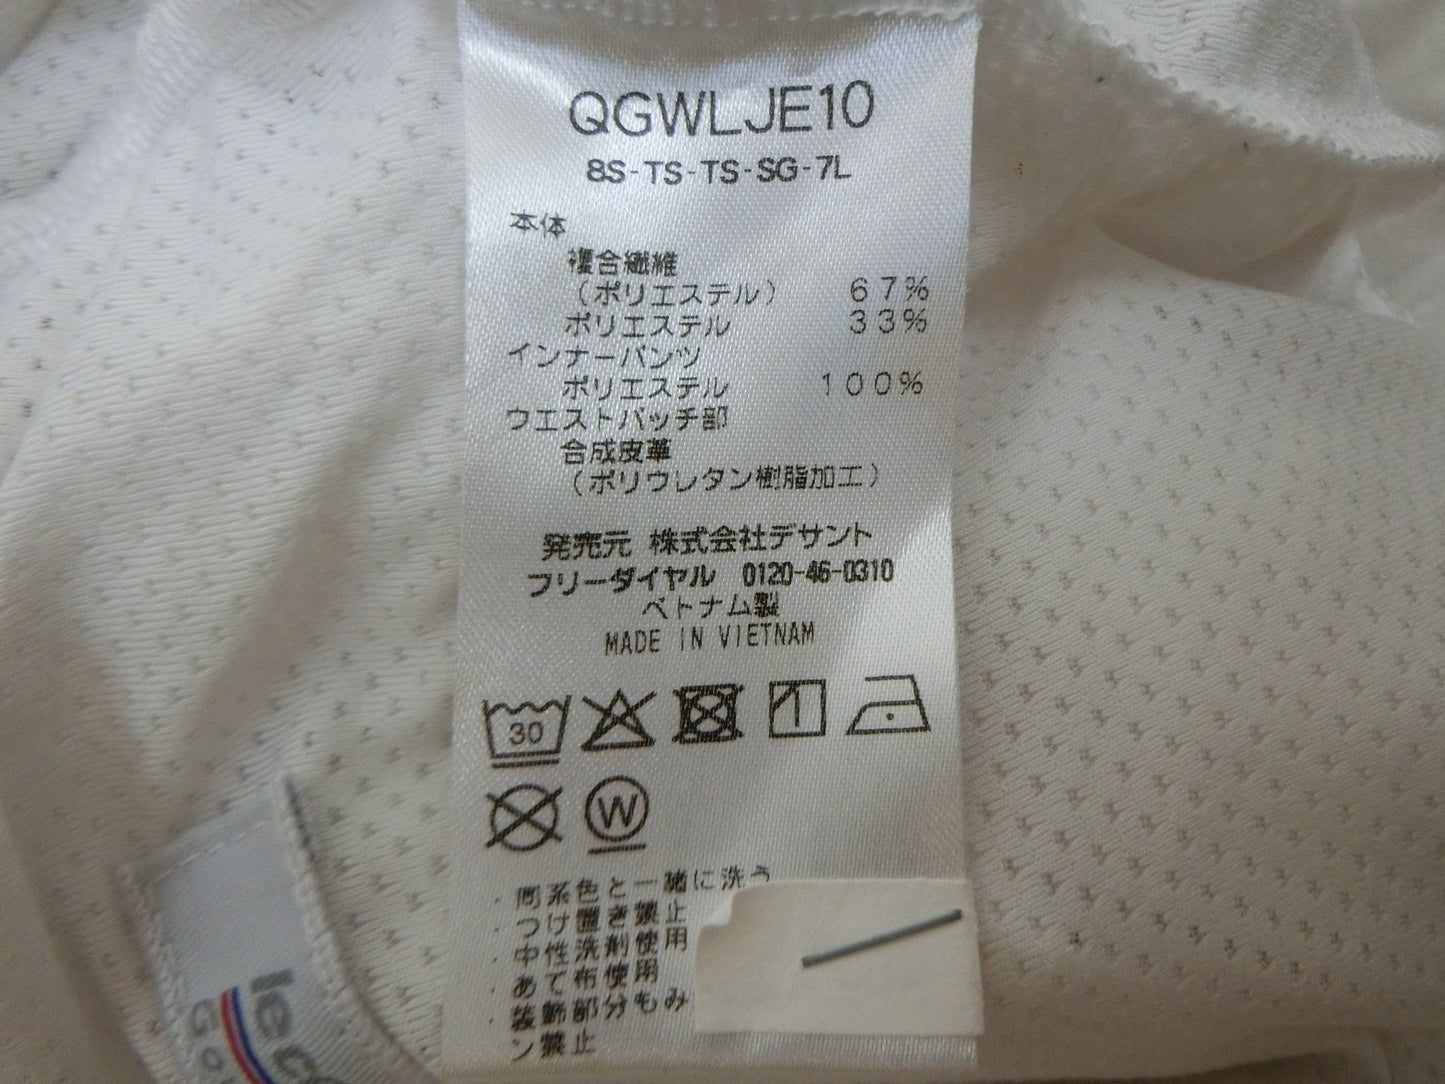 QGWLJE10
8S-TS-TS-SG-7L
本体
複合繊維
（ポリエステル） 67%
ポリエステル 33%
インナーパンツ
ポリエステル 100%
ウエストパッチ部
合成皮革
（ポリウレタン樹脂加工）
発売元 株式会社デサント
フリーダイヤル 0120-46-0310
ベトナム製
MADE IN VIETNAM
30
W
・同系色と一緒に洗う
・つけ置き禁止
・中性洗剤使用
・あて布使用
・装飾部分もみ
ン禁止
le co
Gol